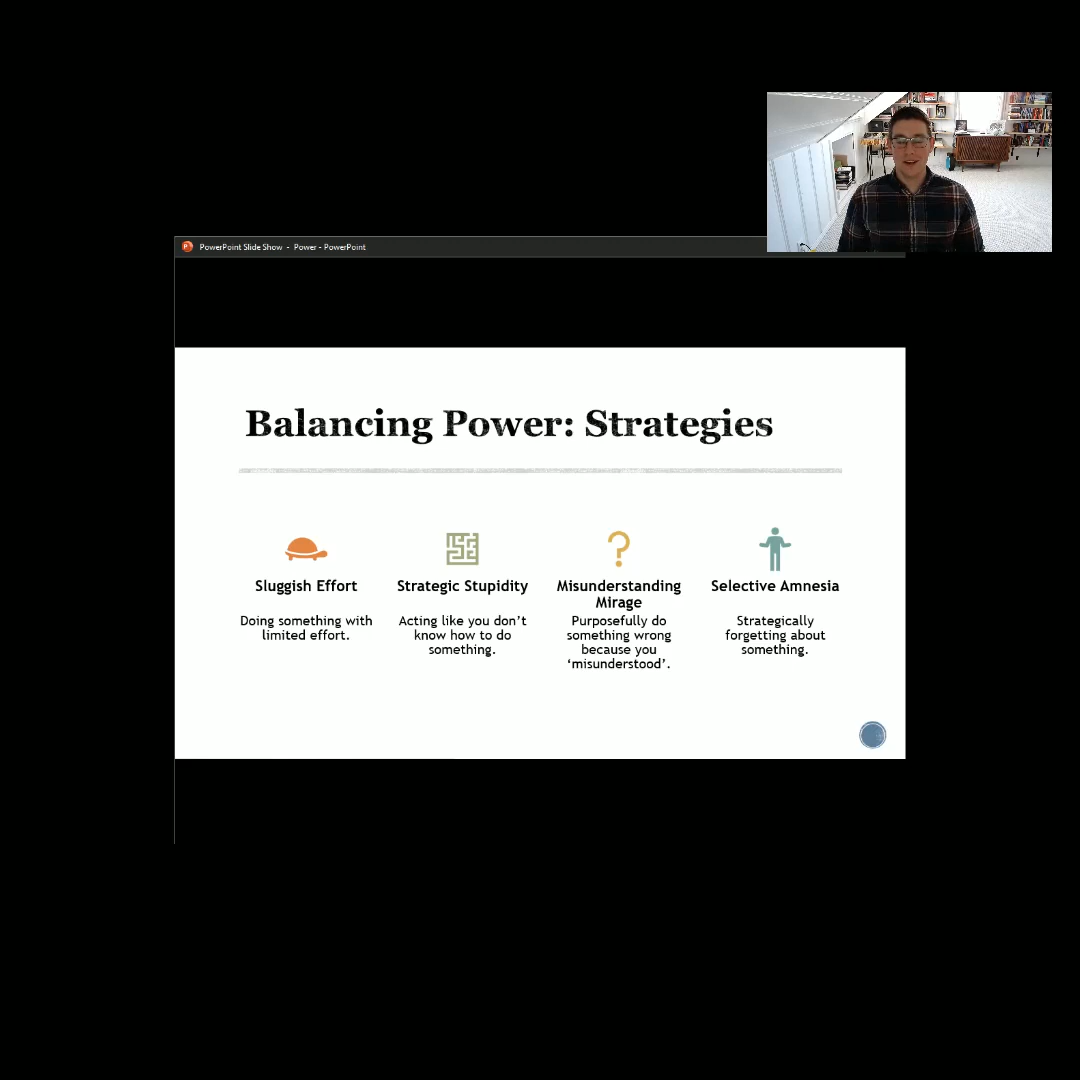 PowerPoint Slide Show - Power - PowerPoint
Balancing Power: Strategies
Sluggish Effort
Doing something with
limited effort.
Strategic Stupidity
Acting like you don’t
know how to do
something.
Misunderstanding
Mirage
Purposefully do
something wrong
because you
‘misunderstood’.
Selective Amnesia
Strategically
forgetting about
something.